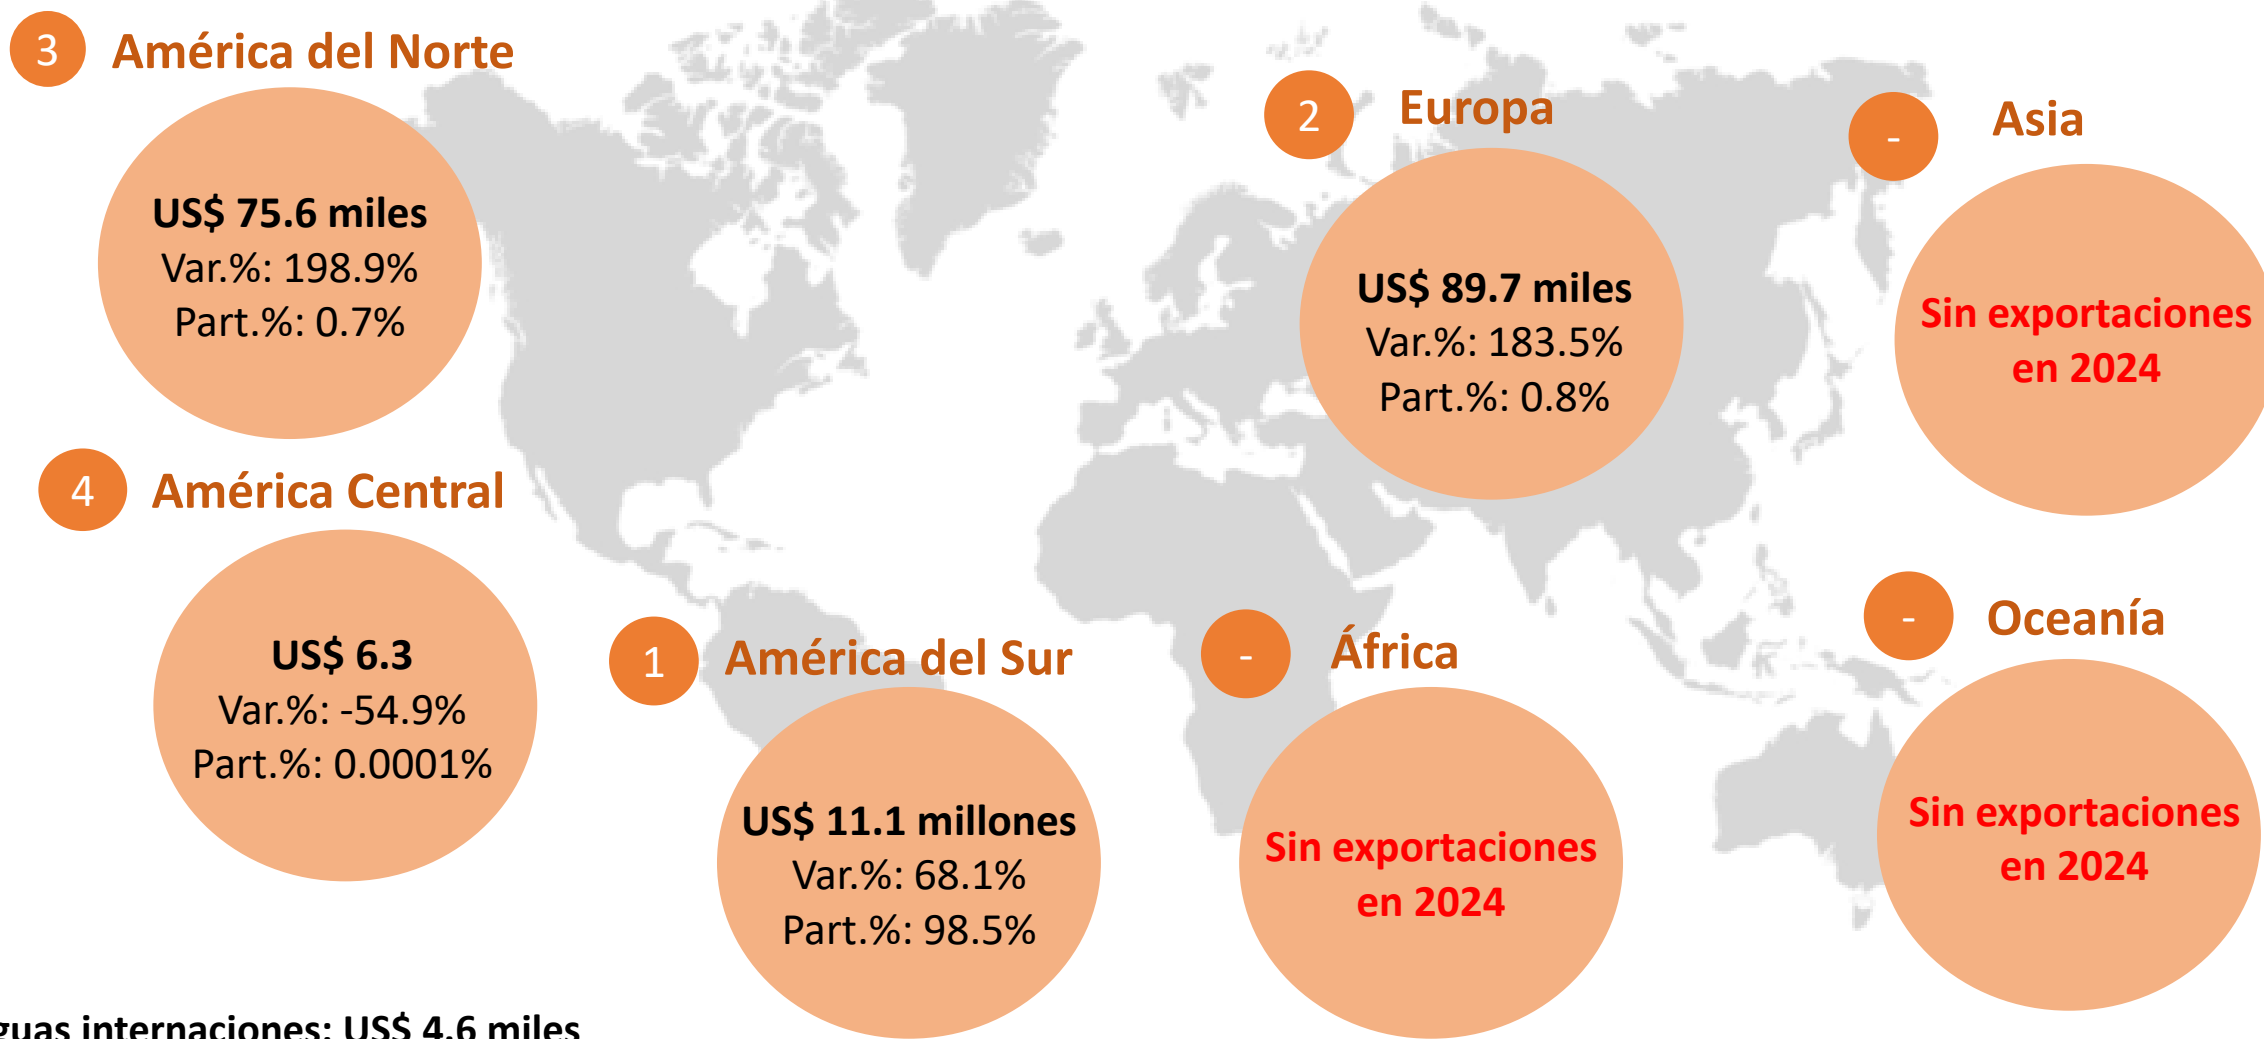 3 América del Norte
US$ 75.6 miles
Var.%: 198.9%
Part.%: 0.7%
2 Europa
US$ 89.7 miles
Var.%: 183.5%
Part.%: 0.8%
- Asia
Sin exportaciones
en 2024
4 América Central
US$ 6.3
Var.%: -54.9%
Part.%: 0.0001%
1 América del Sur
US$ 11.1 millones
Var.%: 68.1%
Part.%: 98.5%
- África
Sin exportaciones
en 2024
- Oceanía
Sin exportaciones
en 2024
guas internaciones: US$ 4.6 miles